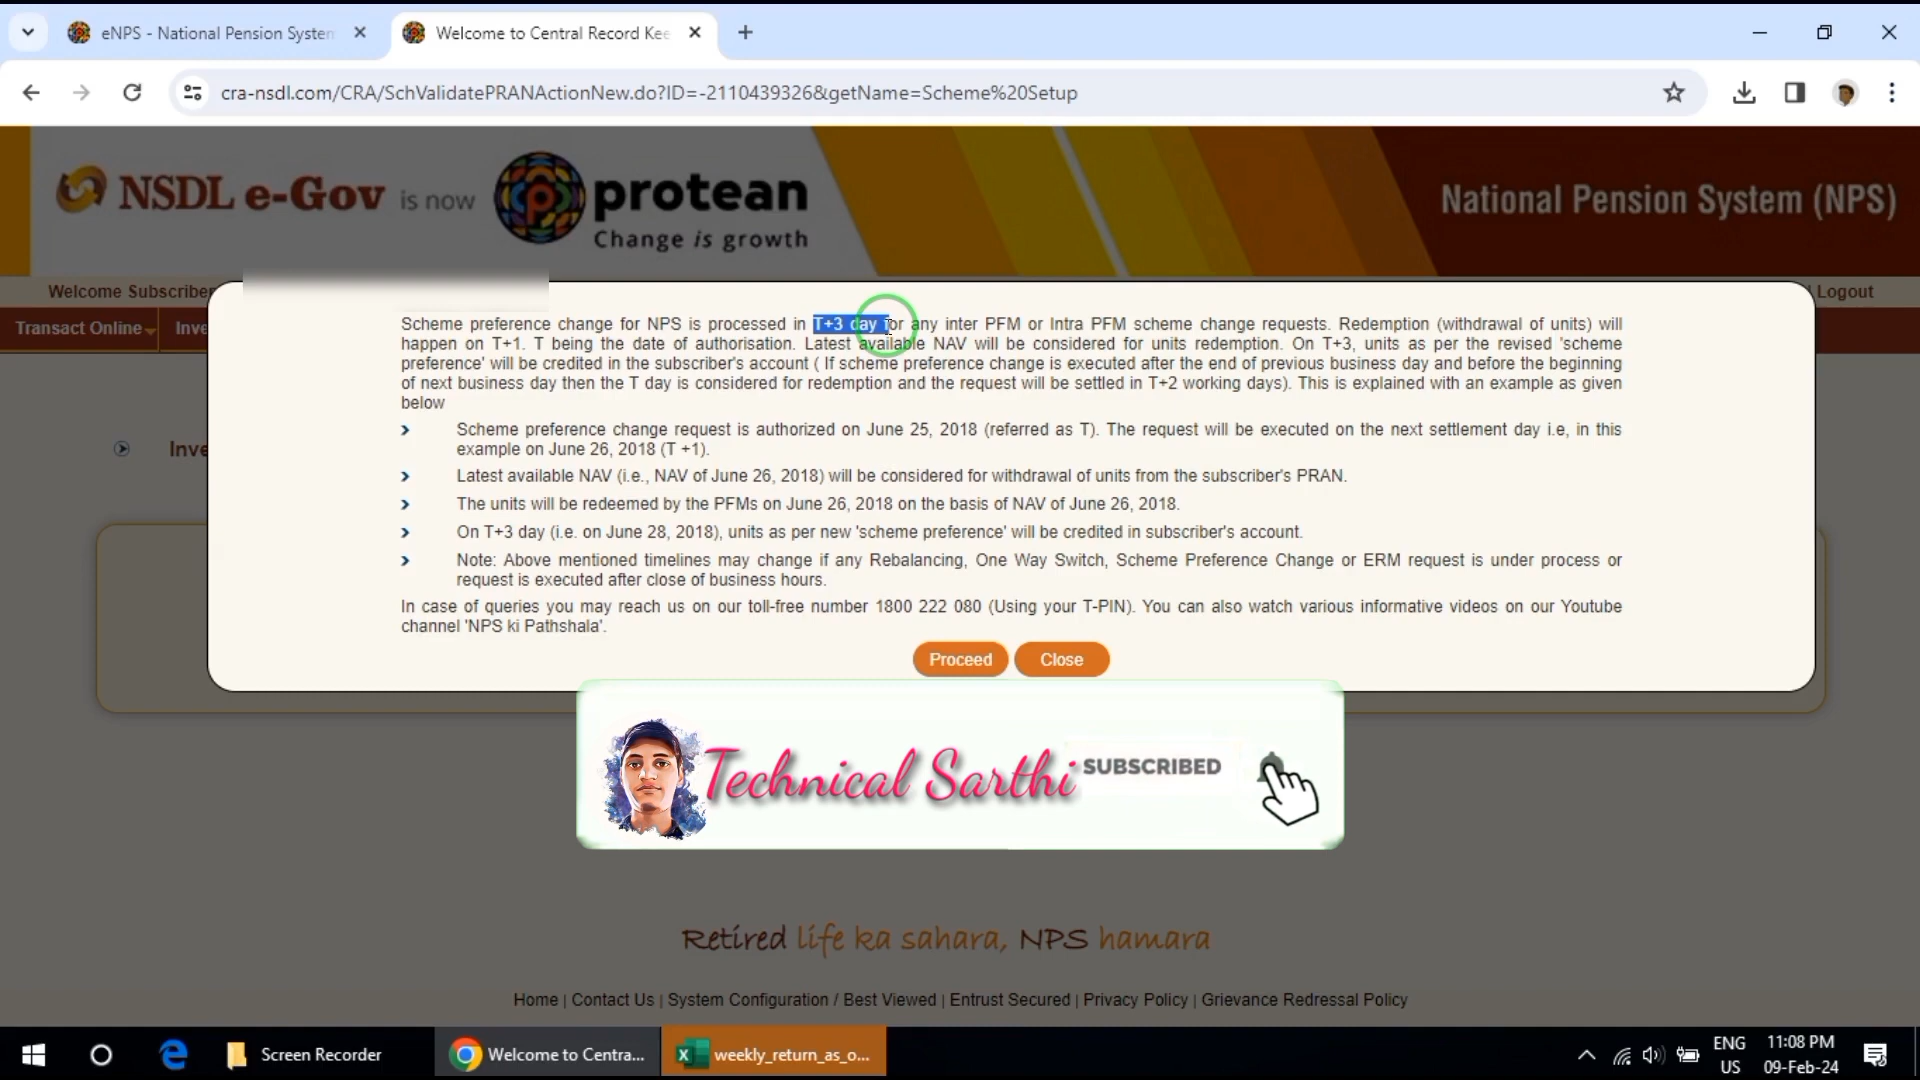 eNPS - National Pension System
Welcome to Central Record Kee
cra-nsdl.com/CRA/SchValidatePRANActionNew.do?ID=-2110439326&getName=Scheme%20Setup
NSDL e-Gov is now protean
Change is growth
National Pension System (NPS)
Welcome Subscriber
Logout
Transact Online
Inve
Scheme preference change for NPS is processed in T+3 day for any inter PFM or Intra PFM scheme change requests. Redemption (withdrawal of units) will
happen on T+1. T being the date of authorisation. Latest available NAV will be considered for units redemption. On T+3, units as per the revised 'scheme
preference' will be credited in the subscriber's account ( If scheme preference change is executed after the end of previous business day and before the beginning
of next business day then the T day is considered for redemption and the request will be settled in T+2 working days). This is explained with an example as given
below
Scheme preference change request is authorized on June 25, 2018 (referred as T). The request will be executed on the next settlement day i.e, in this
example on June 26, 2018 (T +1).
Inve
Latest available NAV (i.e., NAV of June 26, 2018) will be considered for withdrawal of units from the subscriber's PRAN.
The units will be redeemed by the PFMs on June 26, 2018 on the basis of NAV of June 26, 2018.
On T+3 day (i.e. on June 28, 2018), units as per new 'scheme preference' will be credited in subscriber's account.
Note: Above mentioned timelines may change if any Rebalancing, One Way Switch, Scheme Preference Change or ERM request is under process or
request is executed after close of business hours.
In case of queries you may reach us on our toll-free number 1800 222 080 (Using your T-PIN). You can also watch various informative videos on our Youtube
channel 'NPS ki Pathshala'.
Proceed
Close
Technical Sarthi
SUBSCRIBED
Retired life ka sahara, NPS hamara
Home | Contact Us | System Configuration / Best Viewed | Entrust Secured | Privacy Policy | Grievance Redressal Policy
Screen Recorder
Welcome to Centra...
weekly_return_as_o...
ENG
US
11:08 PM
09-Feb-24